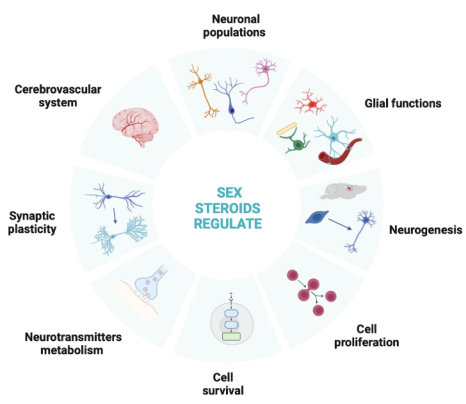 Neuronal
populations
Glial functions
Neurogenesis
Cell
proliferation
Cell
survival
Neurotransmitters
metabolism
Synaptic
plasticity
Cerebrovascular
system
SEX
STEROIDS
REGULATE